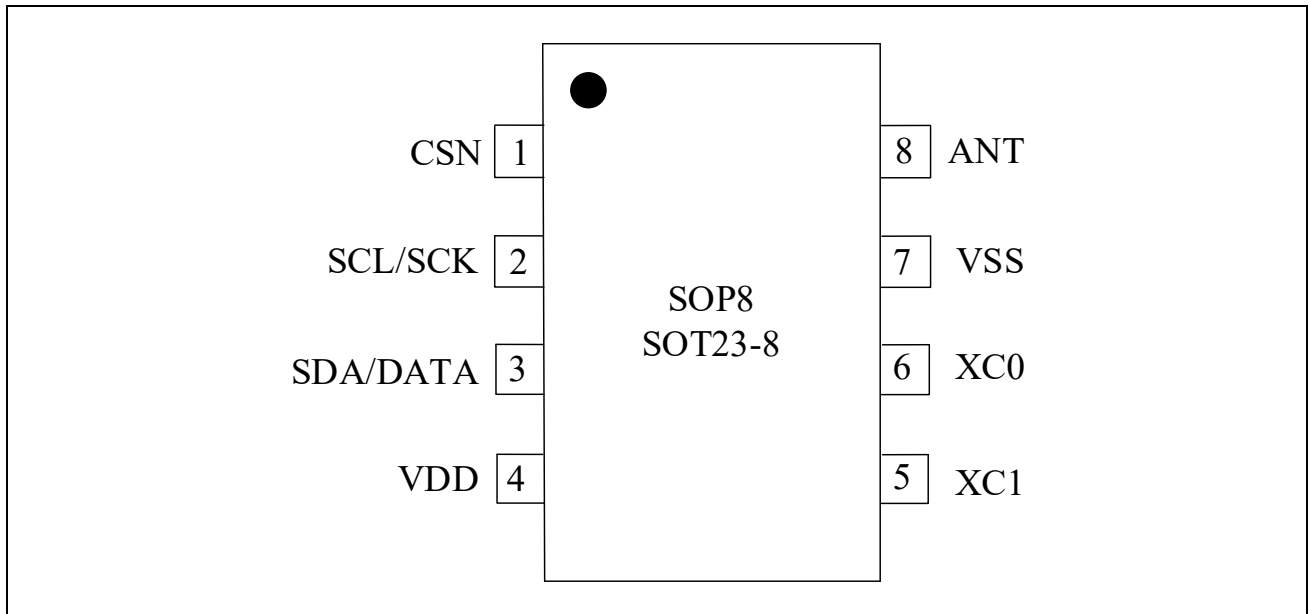 CSN 1
8 ANT
SCL/SCK 2
7 VSS
SOP8
SOT23-8
SDA/DATA 3
6 XC0
VDD 4
5 XC1